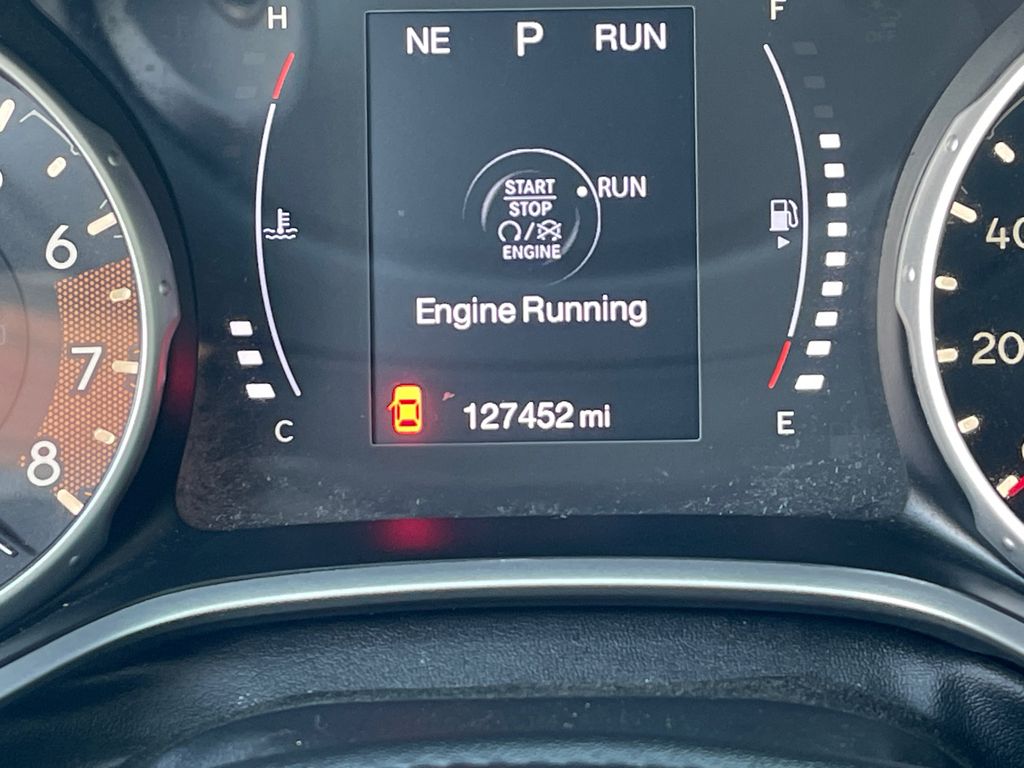 H
F
NE P RUN
START
STOP
ENGINE
RUN
6
40
7
20
8
Engine Running
127452 mi
C
E